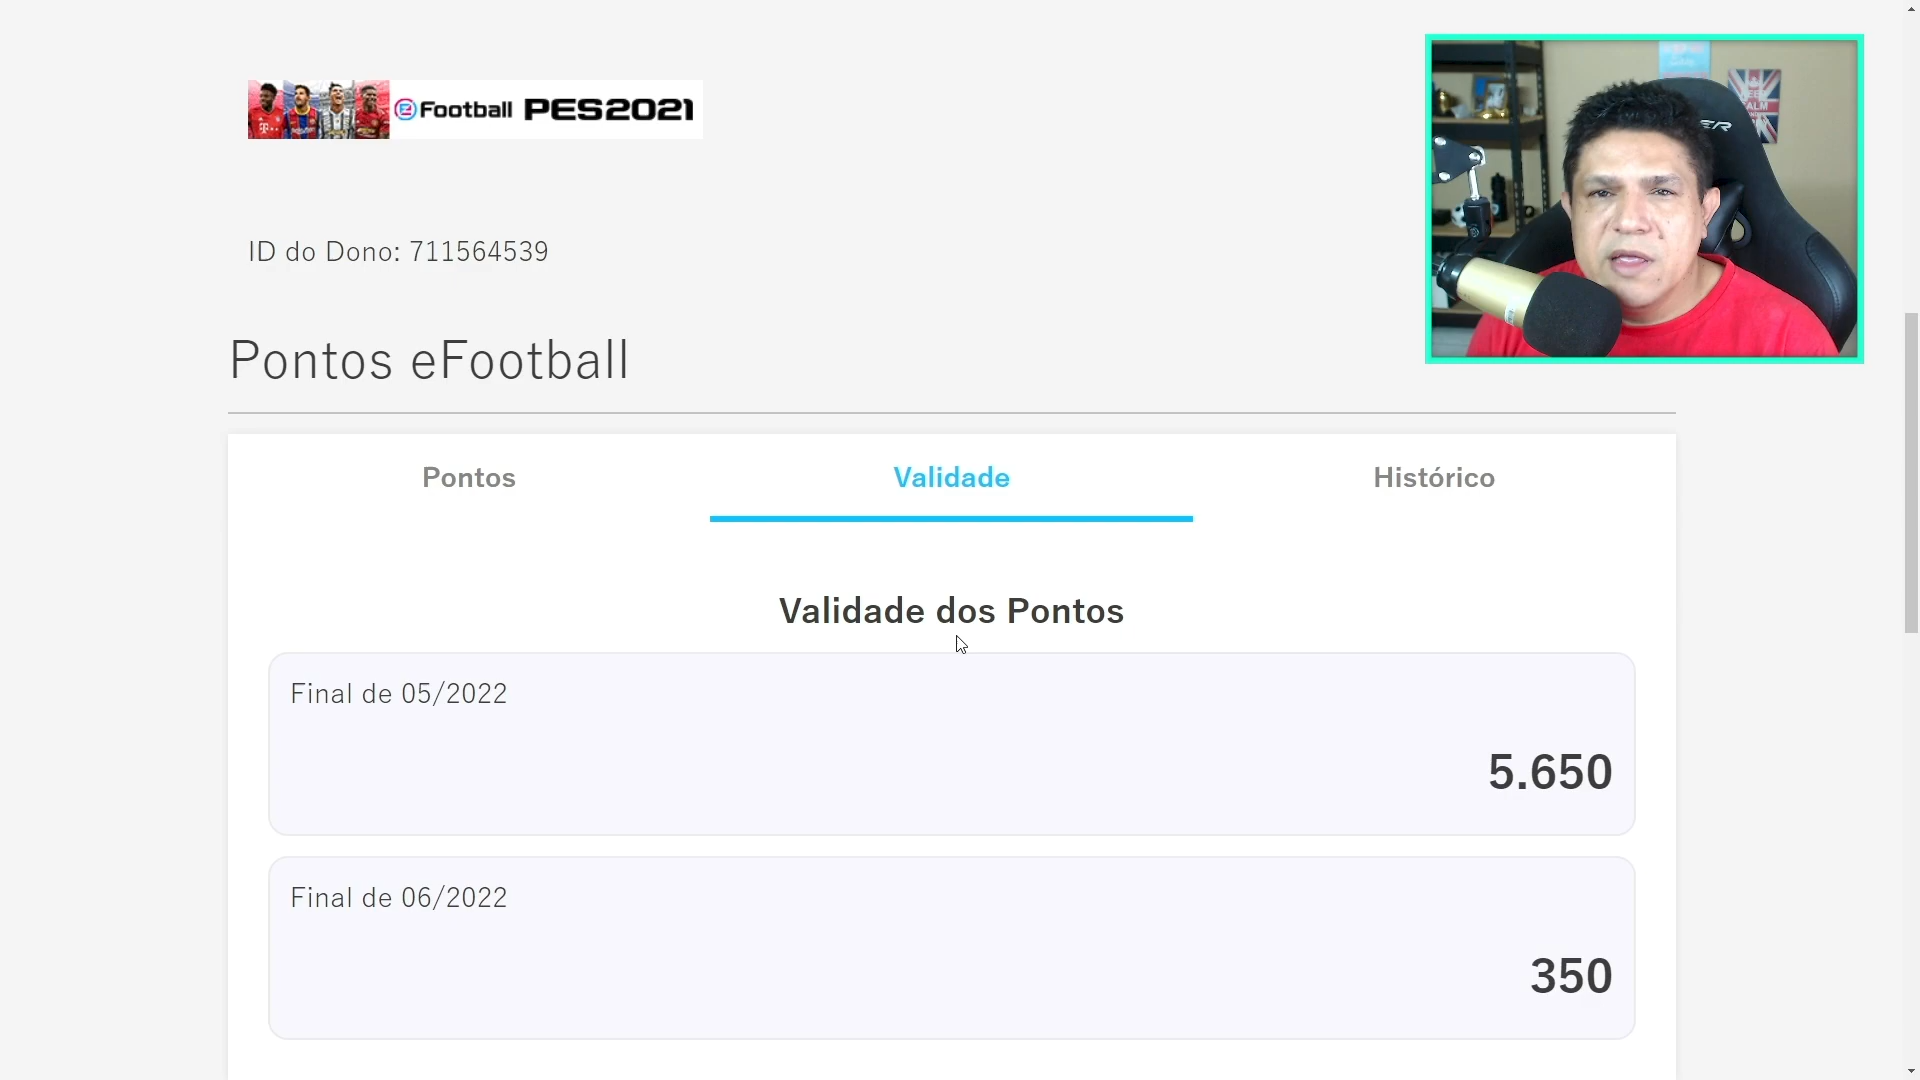 eFootball PES2021
ID do Dono: 711564539
Pontos eFootball
Pontos
Validade
Histórico
Validade dos Pontos
Final de 05/2022
5.650
Final de 06/2022
350